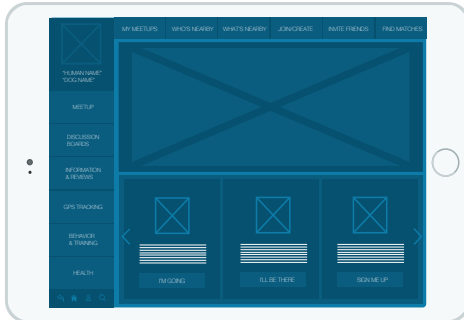 MY MEETUPS WHO'S NEARBY WHAT'S NEARBY JOIN/CREATE INVITE FRIENDS FIND MATCHES
"HUMAN NAME"
"DOG NAME"
MEETUP
DISCUSSION
BOARDS
INFORMATION
& REVIEWS
GPS TRACKING
BEHAVIOR
& TRAINING
HEALTH
I'M GOING I'LL BE THERE SIGN ME UP